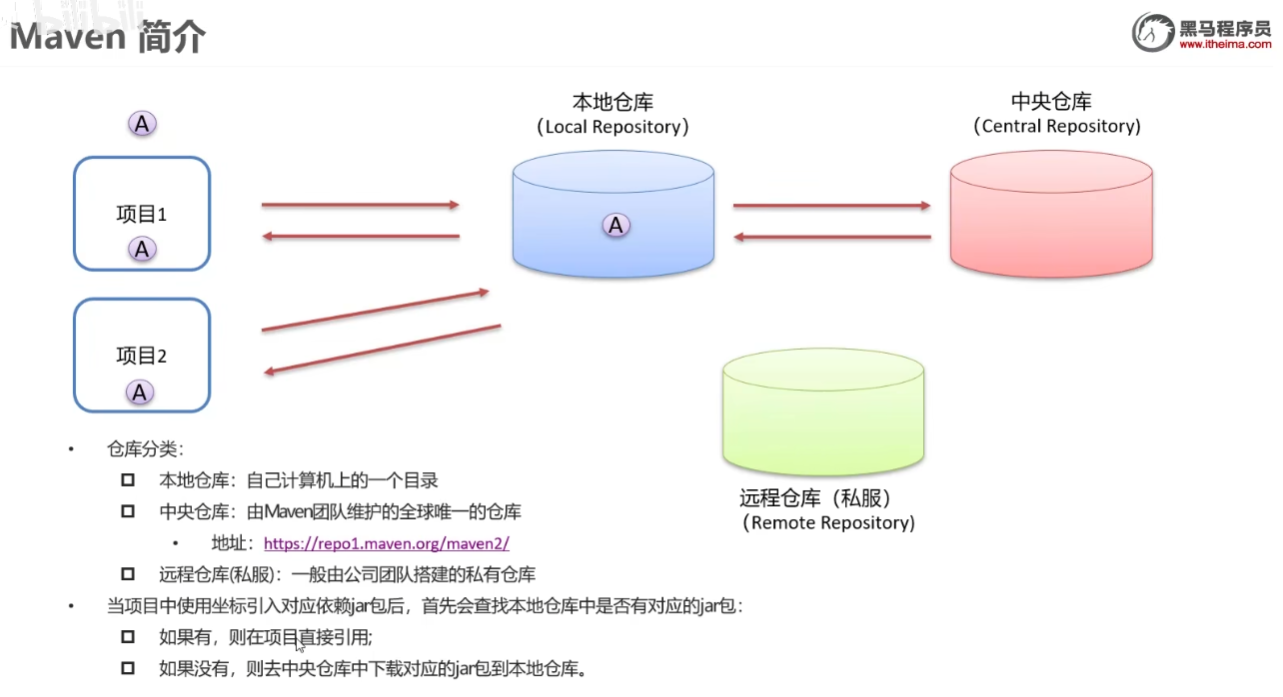 bilibili
Maven 简介
黑马程序员
www.itheima.com
A
项目1
A
项目2
A
本地仓库
（Local Repository）
A
中央仓库
（Central Repository）
远程仓库（私服）
（Remote Repository）
• 仓库分类：
本地仓库：自己计算机上的一个目录
中央仓库：由Maven团队维护的全球唯一的仓库
• 地址：https://repo1.maven.org/maven2/
远程仓库(私服)：一般由公司团队搭建的私有仓库
• 当项目中使用坐标引入对应依赖jar包后，首先会查找本地仓库中是否有对应的jar包：
如果有，则在项目直接引用;
如果没有，则去中央仓库中下载对应的jar包到本地仓库。